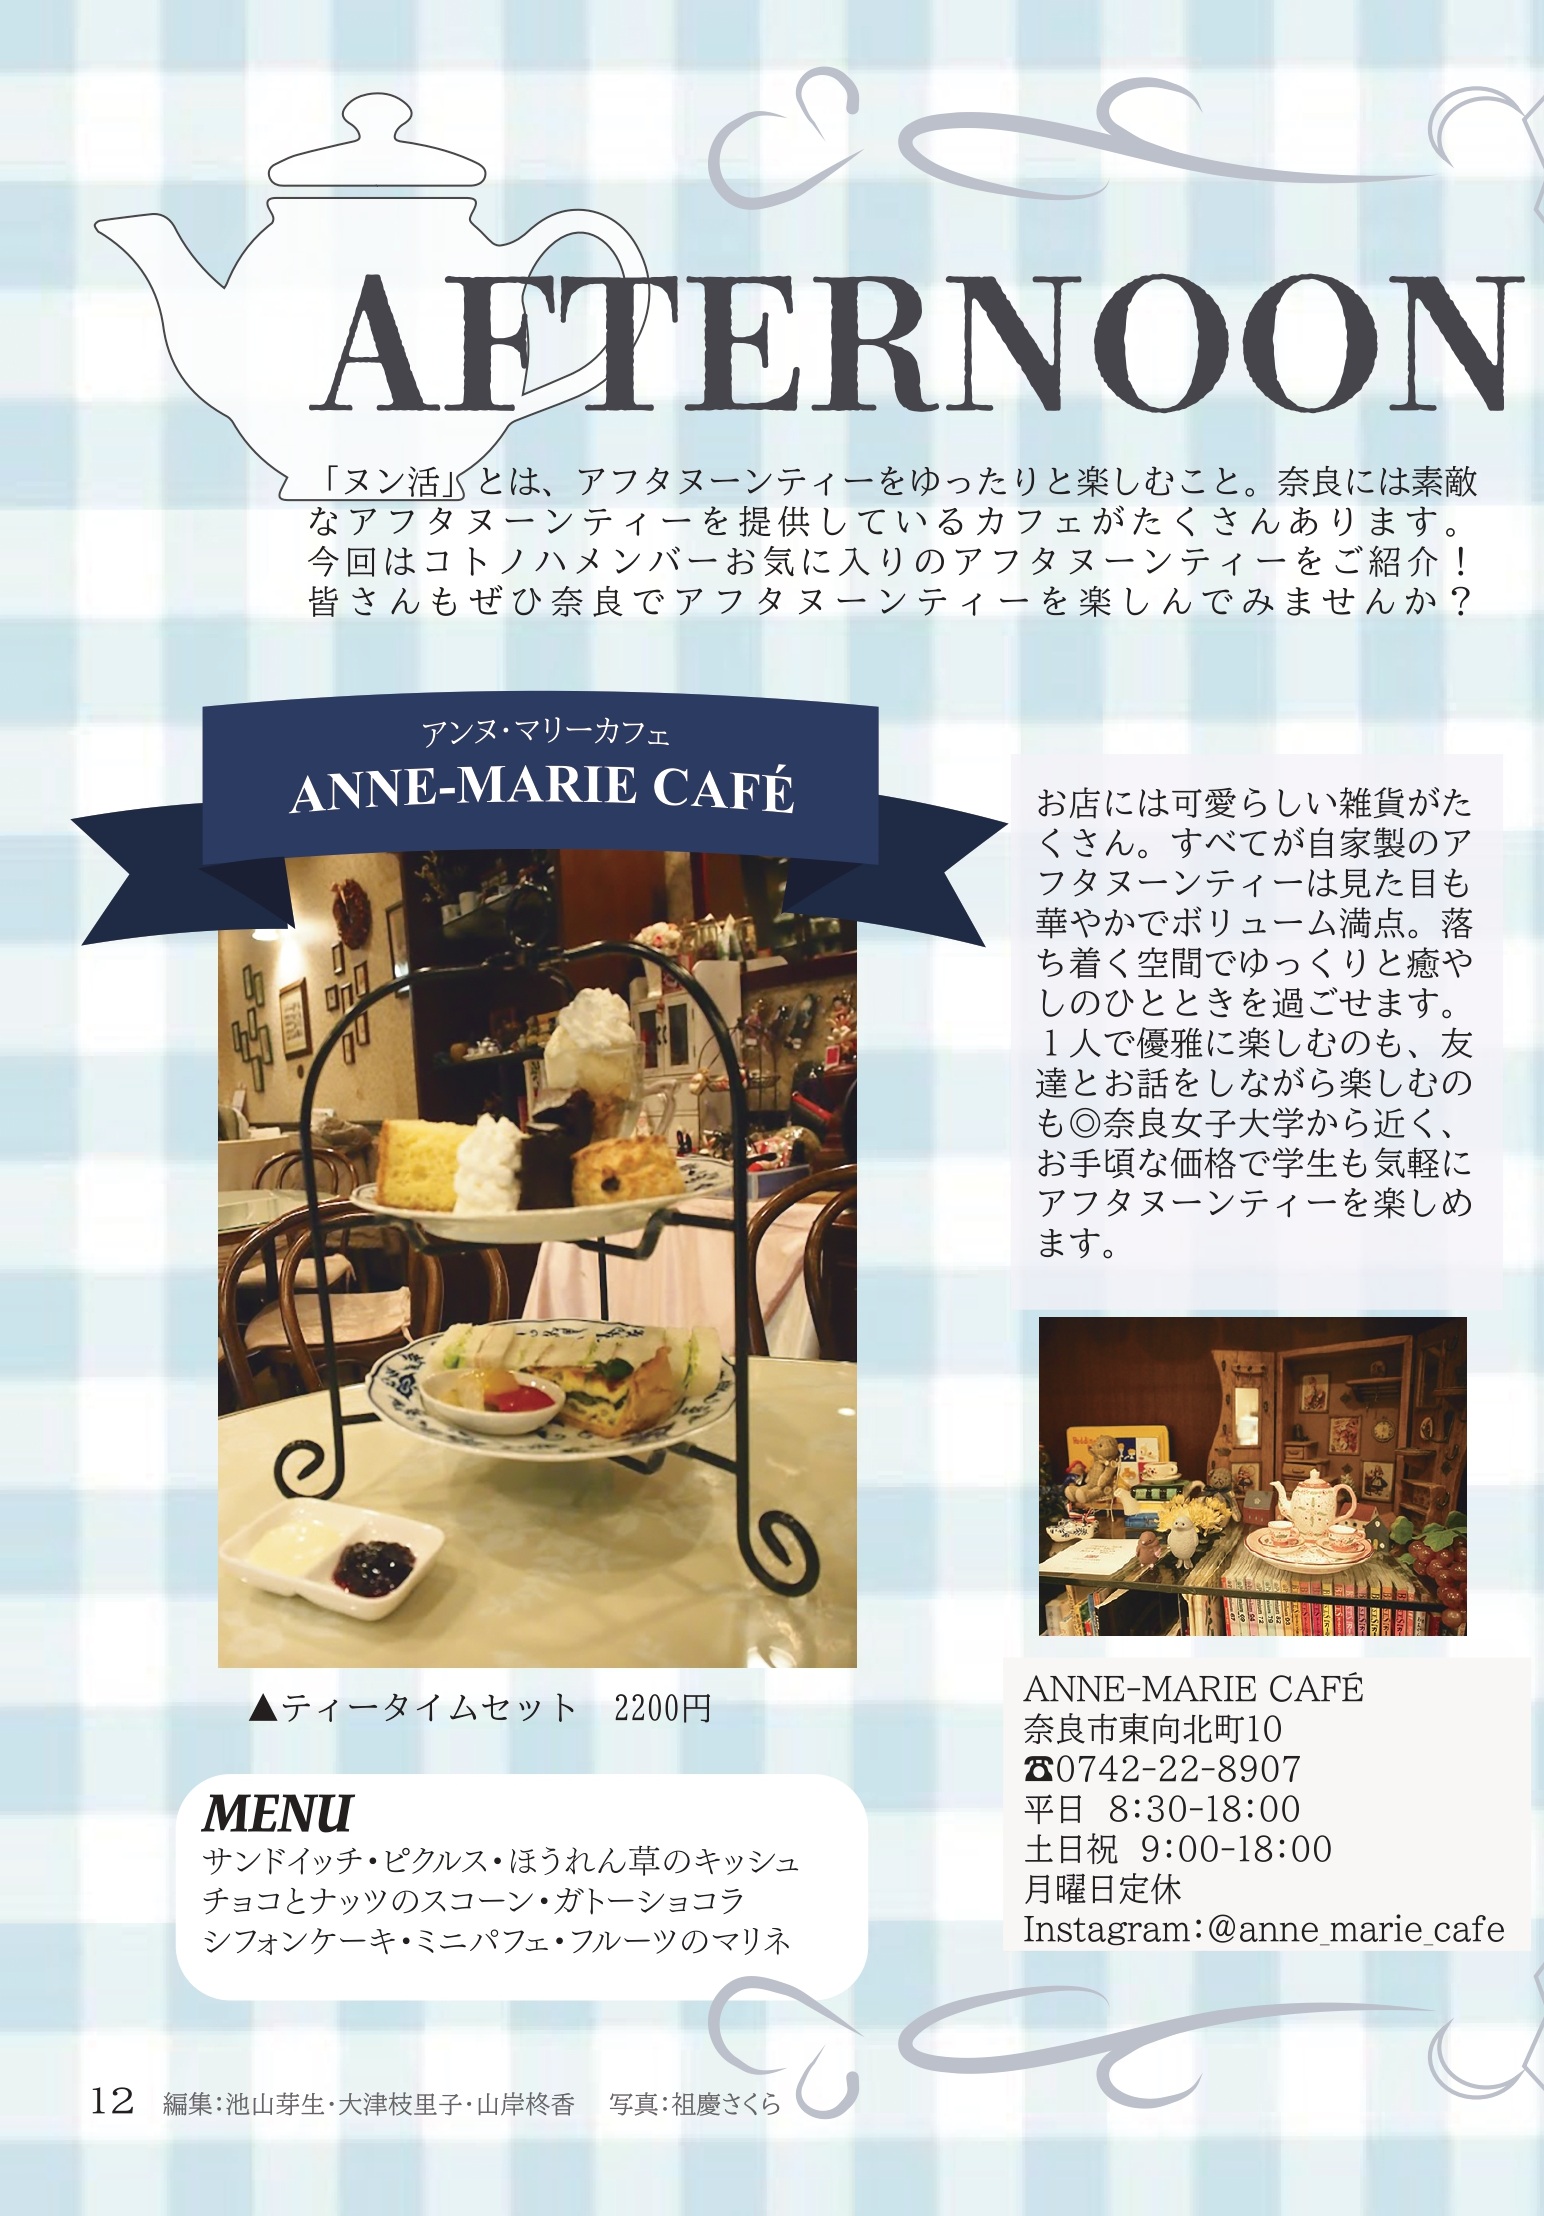 AFTERNOON
「ヌン活」とは、アフタヌーンティーをゆったりと楽しむこと。奈良には素敵
なアフタヌーンティーを提供しているカフェがたくさんあります。
今回はコトノハメンバーお気に入りのアフタヌーンティーをご紹介！
皆さんもぜひ奈良でアフタヌーンティーを楽しんでみませんか？
アンヌ・マリーカフェ
ANNE-MARIE CAFÉ
お店には可愛らしい雑貨がた
くさん。すべてが自家製のア
フタヌーンティーは見た目も
華やかでボリューム満点。落
ち着く空間でゆっくりと癒や
しのひとときを過ごせます。
１人で優雅に楽しむのも、友
達とお話をしながら楽しむの
も◎奈良女子大学から近く、
お手頃な価格で学生も気軽に
アフタヌーンティーを楽しめ
ます。
▲ティータイムセット　2200円
MENU
サンドイッチ・ピクルス・ほうれん草のキッシュ
チョコとナッツのスコーン・ガトーショコラ
シフォンケーキ・ミニパフェ・フルーツのマリネ
ANNE-MARIE CAFÉ
奈良市東向北町10
☎0742-22-8907
平日 8:30-18:00
土日祝 9:00-18:00
月曜日定休
Instagram:@anne_marie_cafe
12 編集:池山芽生・大津枝里子・山岸柊香　写真:祖慶さくら